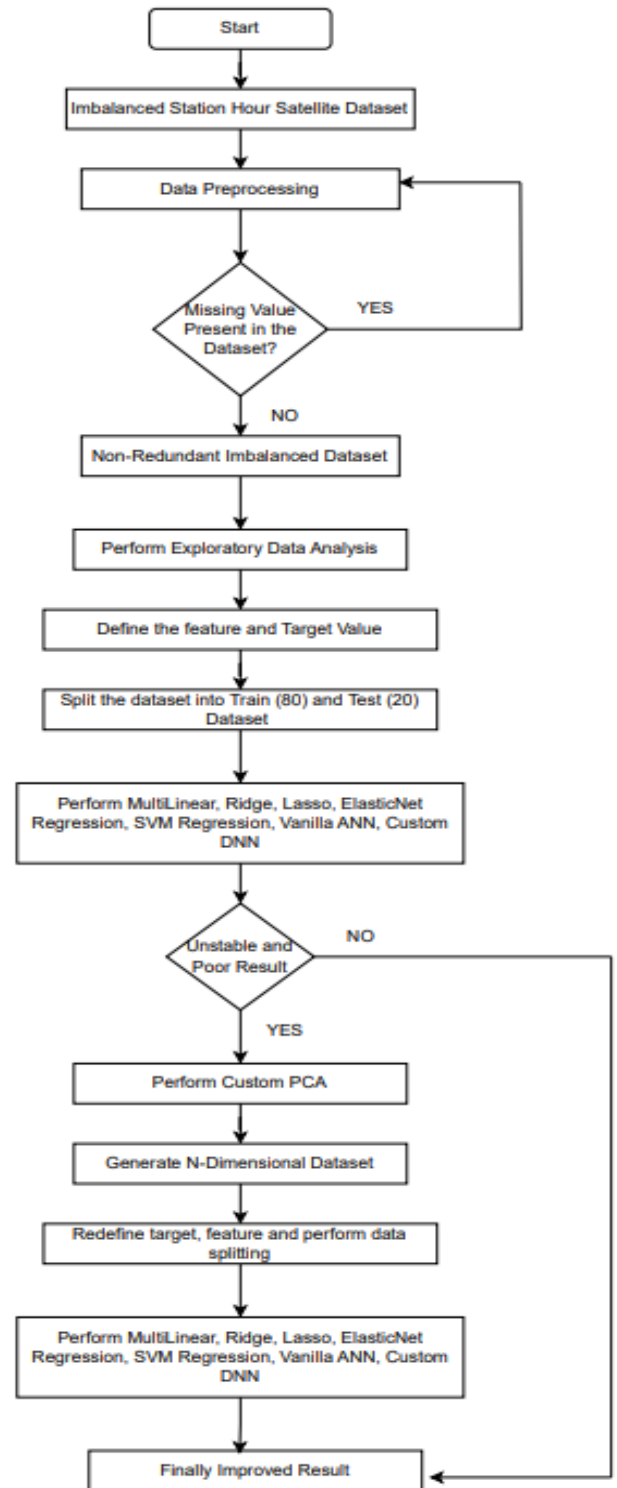 Start
Imbalanced Station Hour Satellite Dataset
Data Preprocessing
Missing Value
Present in the
Dataset?
YES
NO
Non-Redundant Imbalanced Dataset
Perform Exploratory Data Analysis
Define the feature and Target Value
Split the dataset into Train (80) and Test (20)
Dataset
Perform MultiLinear, Ridge, Lasso, ElasticNet
Regression, SVM Regression, Vanilla ANN, Custom
DNN
Unstable and
Poor Result
NO
YES
Perform Custom PCA
Generate N-Dimensional Dataset
Redefine target, feature and perform data
splitting
Perform MultiLinear, Ridge, Lasso, ElasticNet
Regression, SVM Regression, Vanilla ANN, Custom
DNN
Finally Improved Result